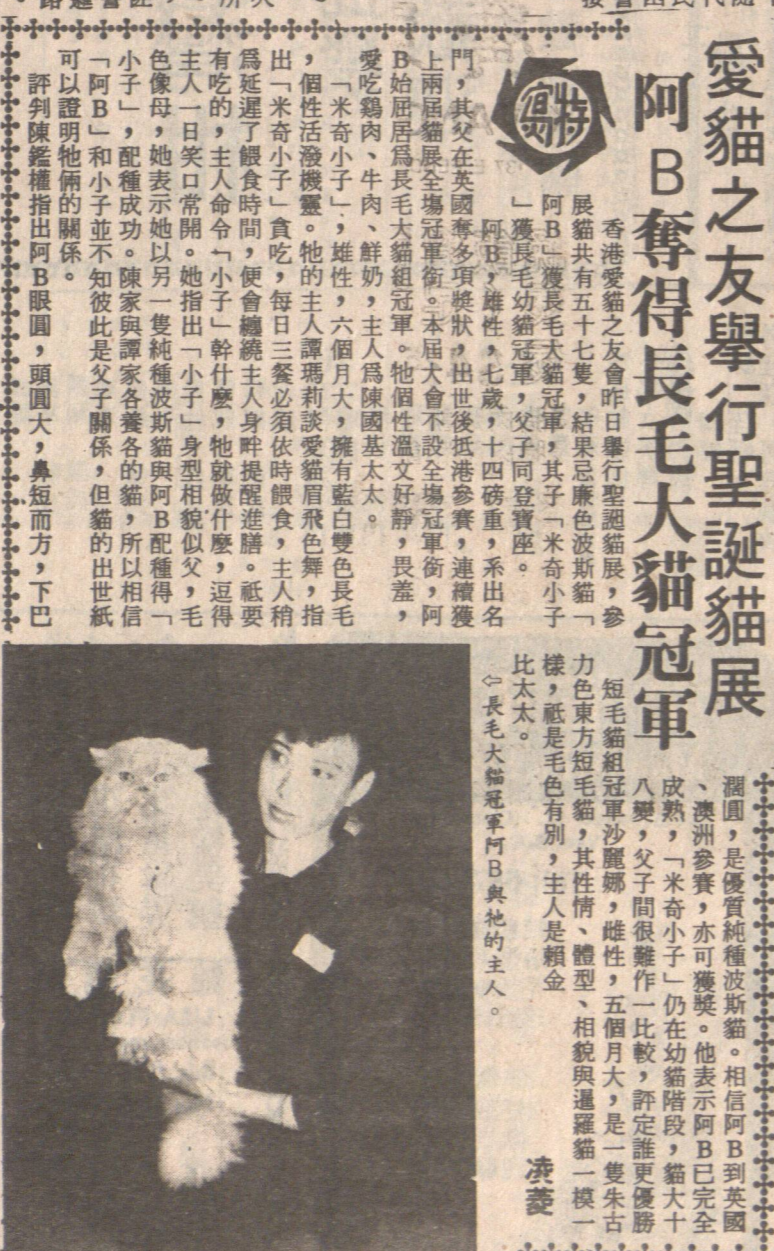 愛貓之友舉行聖誕貓展
阿B奪得長毛大貓冠軍
特寫
香港愛貓之友會昨日舉行聖誕貓展,參
展貓共有五十七隻,結果忌廉色波斯貓「
阿B」獲長毛大貓冠軍,其子「米奇小子
」獲長毛幼貓冠軍,父子同登寶座。
阿B,雄性,七歲,十四磅重,系出名
門,其父在英國奪多項獎狀,出世後抵港參賽,連續獲
上兩屆貓展全塲冠軍銜。本屆大會不設全塲冠軍銜,阿
B始屈居爲長毛大貓組冠軍。牠個性溫文好靜,畏羞,
愛吃鷄肉、牛肉、鮮奶,主人爲陳國基太太。
「米奇小子」,雄性,六個月大,擁有藍白雙色長毛
,個性活潑機靈。牠的主人譚瑪莉談愛貓眉飛色舞,指
出「米奇小子」貪吃,每日三餐必須依時餵食,主人稍
爲延遲了餵食時間,便會纏繞主人身畔提醒進膳。祗要
有吃的,主人命令「小子」幹什麽,牠就做什麽,逗得
主人一日笑口常開。她指出「小子」身型相貌似父,毛
色像母,她表示她以另一隻純種波斯貓與阿B配種得「
小子」,配種成功。陳家與譚家各養各的貓,所以相信
「阿B」和小子並不知彼此是父子關係,但貓的出世紙
可以證明牠倆的關係。
評判陳鑑權指出阿B眼圓,頭圓大,鼻短而方,下巴
濶圓,是優質純種波斯貓。相信阿B到英國
、澳洲參賽,亦可獲獎。他表示阿B已完全
成熟,「米奇小子」仍在幼貓階段,貓大十
八變,父子間很難作一比較,評定誰更優勝
短毛貓組冠軍沙麗娜,雌性,五個月大,是一隻朱古
力色東方短毛貓,其性情、體型、相貌與暹羅貓一模一
樣,祗是毛色有別,主人是賴金
比太太。
凌菱
⇦長毛大貓冠軍阿B與牠的主人。